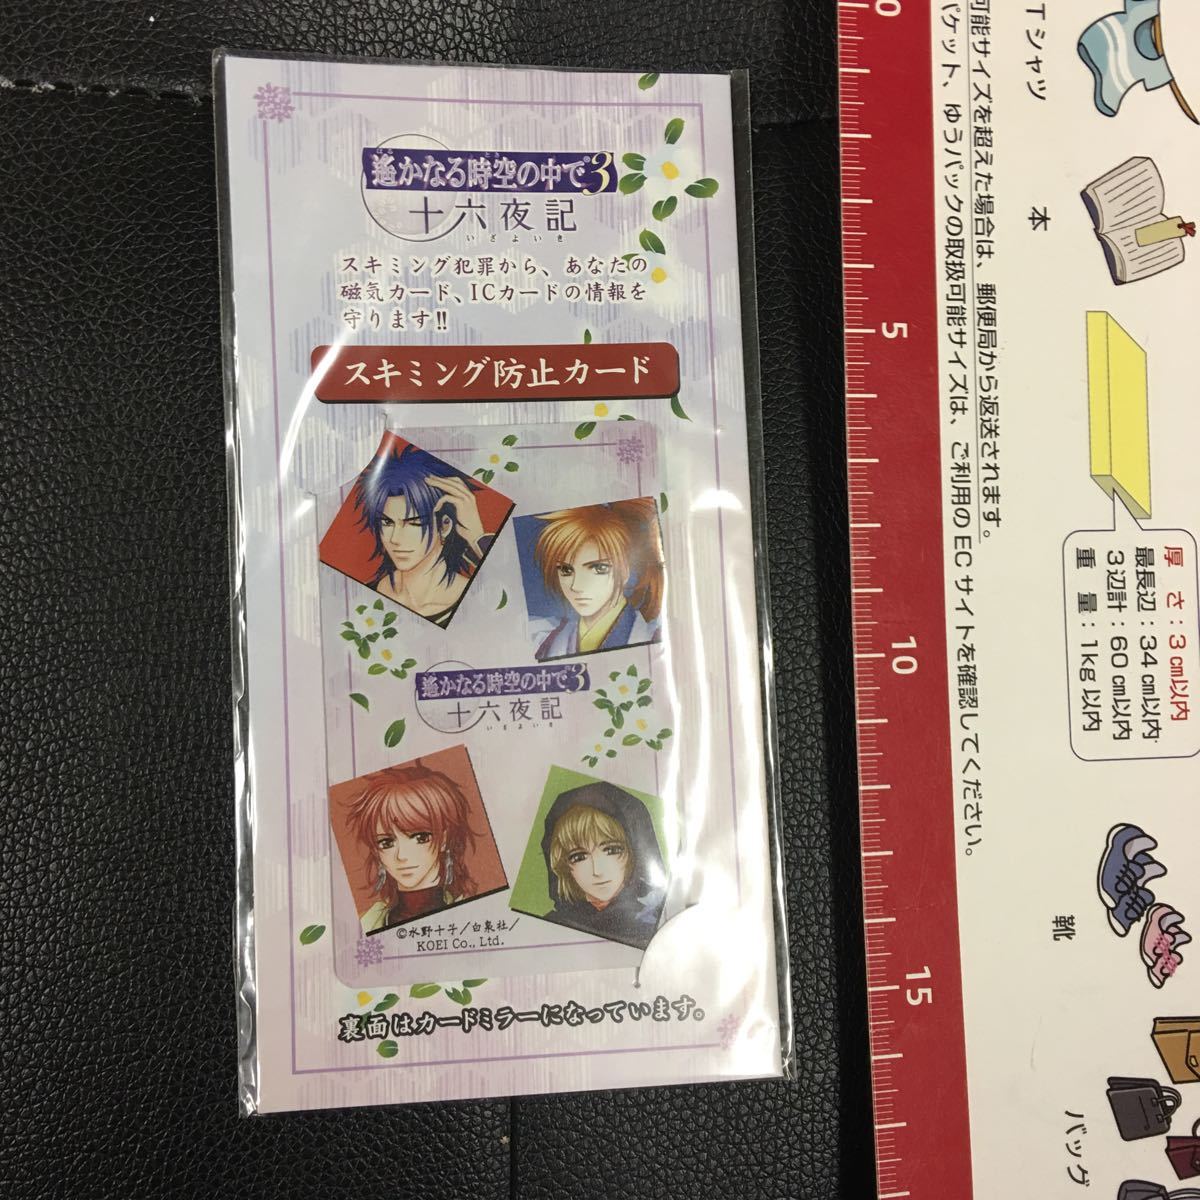 はる とき
遙かなる時空の中で3
十六夜記
いざよいき
スキミング犯罪から、あなたの
磁気カード、ICカードの情報を
守ります!!
スキミング防止カード
遙かなる時空の中で3
十六夜記
いざよいき
©水野十子/白泉社/
KOEI Co., Ltd.
裏面はカードミラーになっています。
0
5
10
15
Tシャツ
本
厚さ:3cm以内
最長辺:34cm以内
3辺計:60cm以内
重量:1kg以内
靴
バッグ
可能サイズを超えた場合は、郵便局から返送されます。
パケット、ゆうパックの取扱可能サイズは、ご利用のECサイトを確認してください。